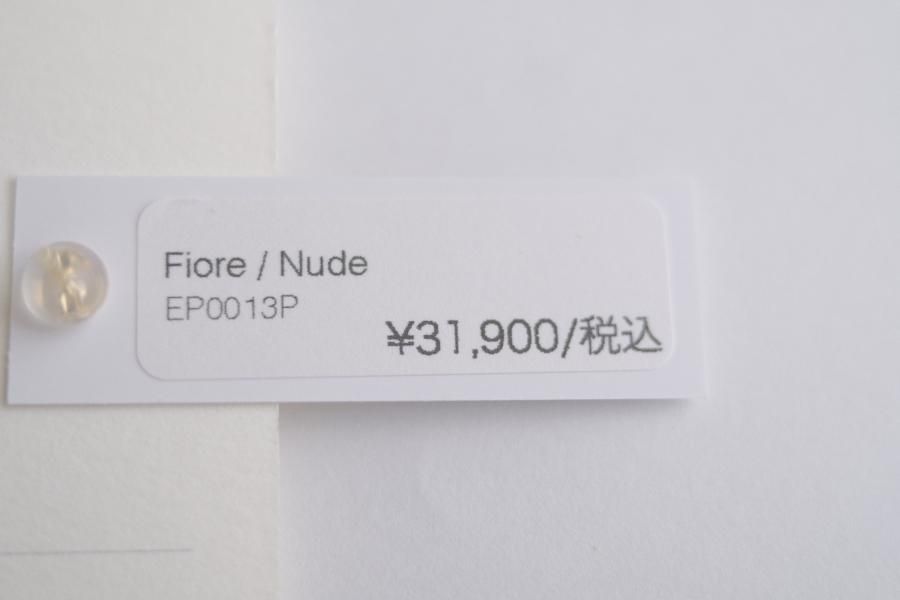 Fiore / Nude
EP0013P
¥31,900/税込